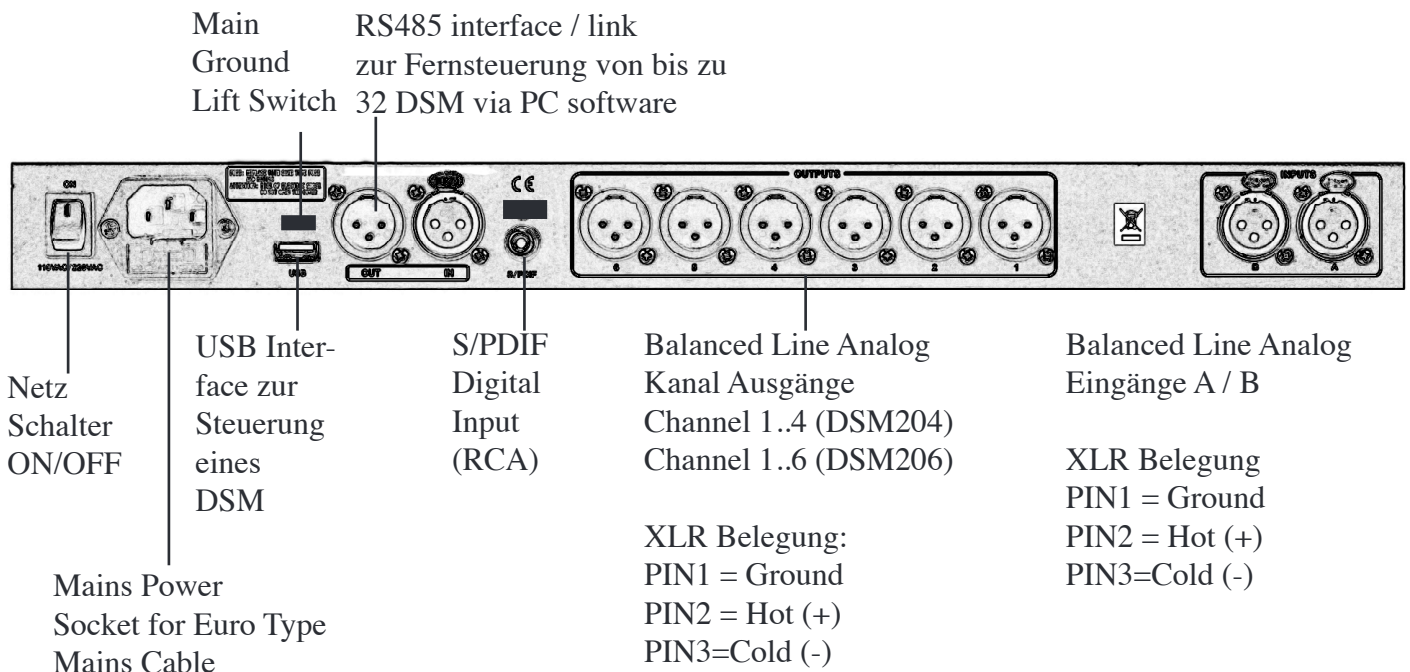 Main
Ground
Lift Switch
RS485 interface / link
zur Fernsteuerung von bis zu
32 DSM via PC software
ON
115VAC/226VAC
USB
OUT
IN
CE
S/PDIF
OUTPUTS
6
5
4
3
2
1
INPUTS
B
A
Netz
Schalter
ON/OFF
Mains Power
Socket for Euro Type
Mains Cable
USB Inter-
face zur
Steuerung
eines
DSM
S/PDIF
Digital
Input
(RCA)
Balanced Line Analog
Kanal Ausgänge
Channel 1..4 (DSM204)
Channel 1..6 (DSM206)
XLR Belegung:
PIN1 = Ground
PIN2 = Hot (+)
PIN3=Cold (-)
Balanced Line Analog
Eingänge A / B
XLR Belegung
PIN1 = Ground
PIN2 = Hot (+)
PIN3=Cold (-)